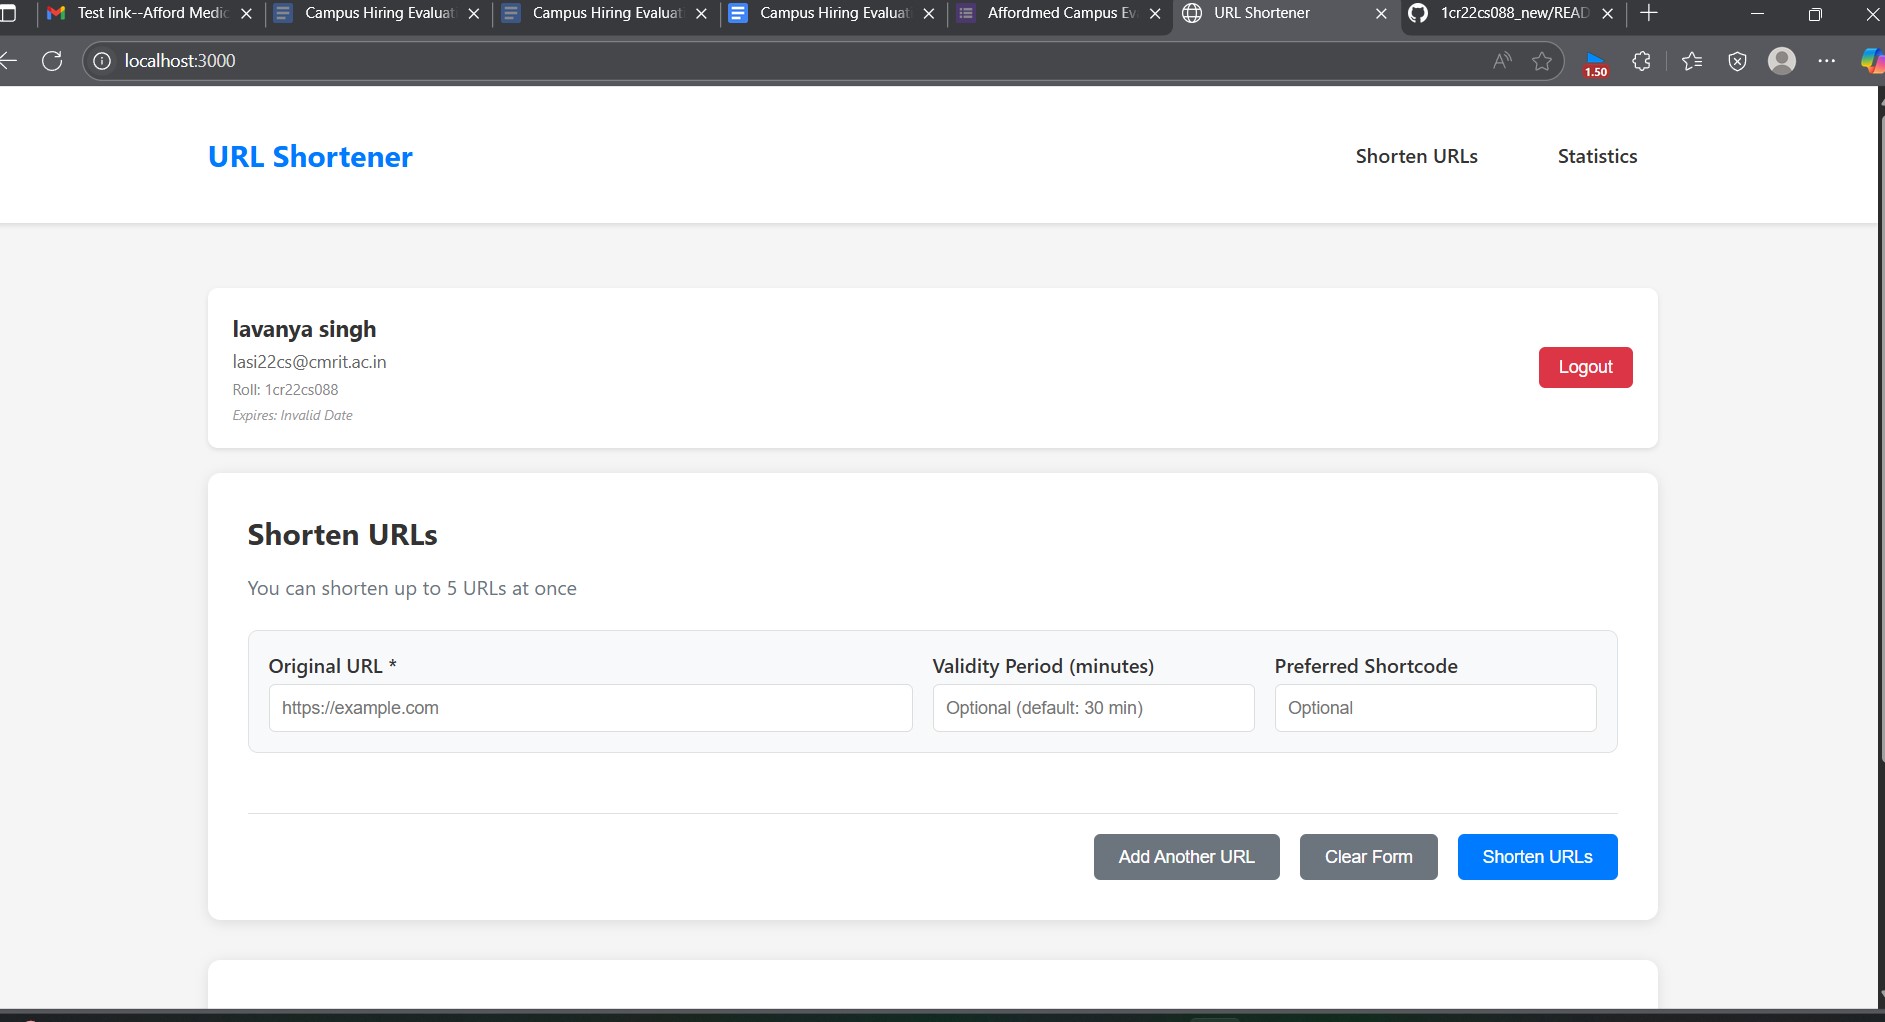 Test link--Afford Medic
Campus Hiring Evaluat
Campus Hiring Evaluat
Campus Hiring Evaluat
Affordmed Campus Ev
URL Shortener
1cr22cs088_new/READ
localhost:3000
1.50
URL Shortener
Shorten URLs
Statistics
lavanya singh
lasi22cs@cmrit.ac.in
Roll: 1cr22cs088
Expires: Invalid Date
Logout
Shorten URLs
You can shorten up to 5 URLs at once
Original URL *
Validity Period (minutes)
Preferred Shortcode
https://example.com
Optional (default: 30 min)
Optional
Add Another URL
Clear Form
Shorten URLs